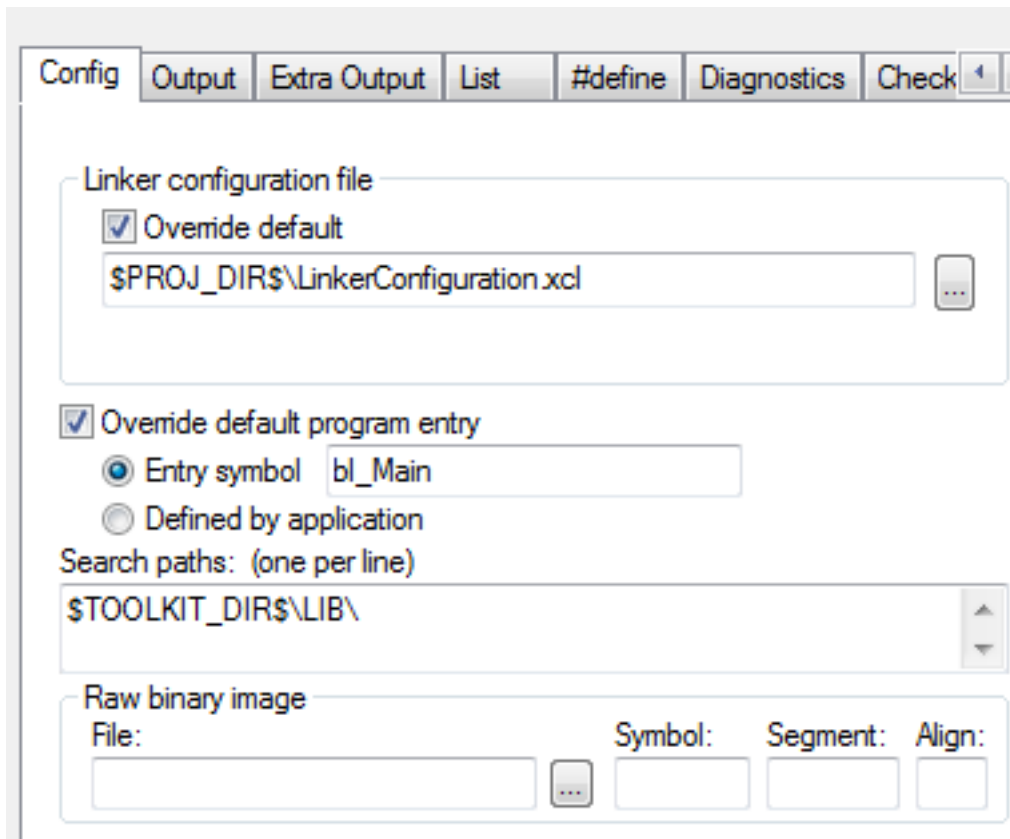 Config Output Extra Output List #define Diagnostics Check
Linker configuration file
Override default
$PROJ_DIR$\LinkerConfiguration.xcl
...
Override default program entry
Entry symbol bl_Main
Defined by application
Search paths: (one per line)
$TOOLKIT_DIR$\LIB\
Raw binary image
File: Symbol: Segment: Align:
...